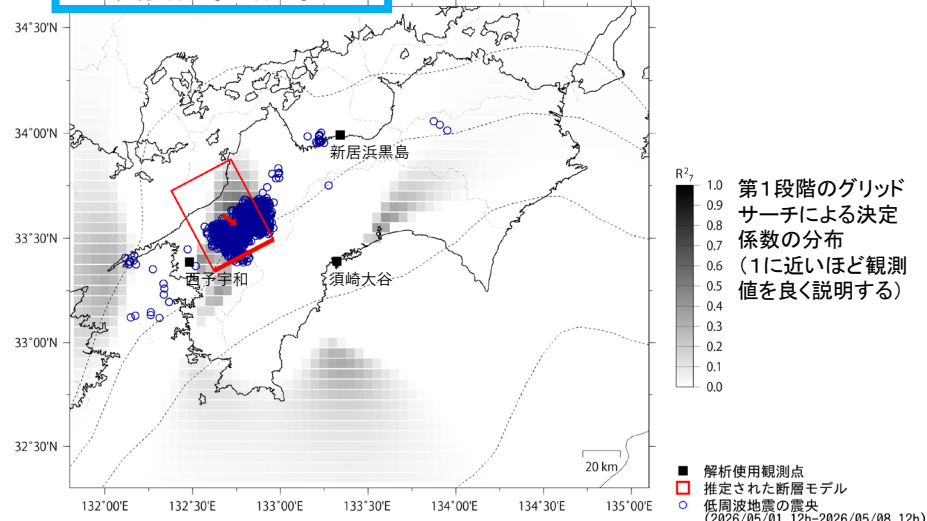 34°30'N
34°00'N
33°30'N
33°00'N
32°30'N
132°00'E
132°30'E
133°00'E
133°30'E
134°00'E
134°30'E
135°00'E
新居浜黒島
西予宇和
須崎大谷
20 km
R²₇
1.0
0.9
0.8
0.7
0.6
0.5
0.4
0.3
0.2
0.1
0.0
第1段階のグリッド
サーチによる決定
係数の分布
(1に近いほど観測
値を良く説明する)
解析使用観測点
推定された断層モデル
低周波地震の震央
(2026/05/01 12h-2026/05/08 12h)